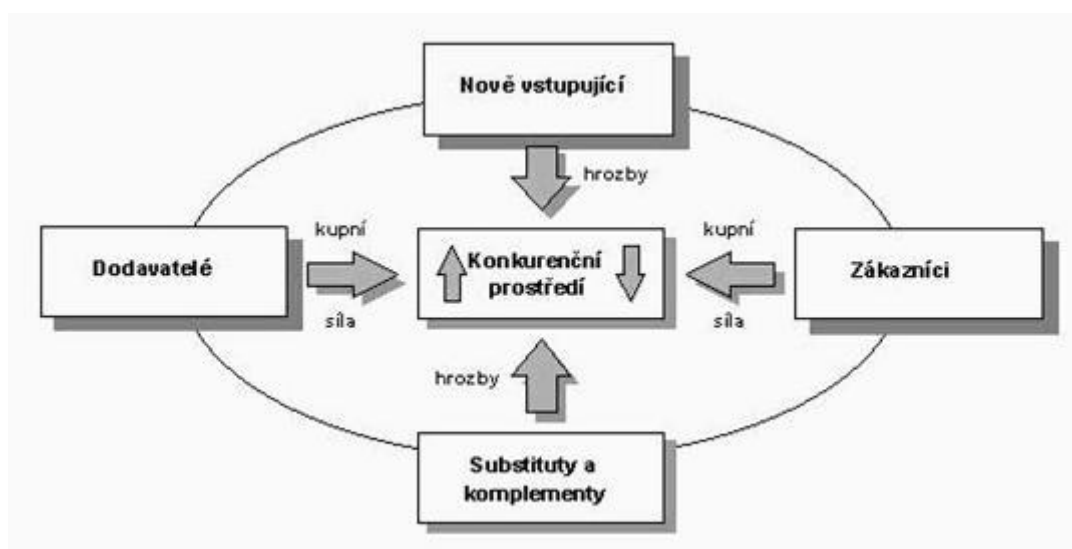 Nově vstupující
hrozby
kupní
kupní
Dodavatelé
Konkurenční
prostředí
Zákazníci
síla
síla
hrozby
Substituty a
komplementy